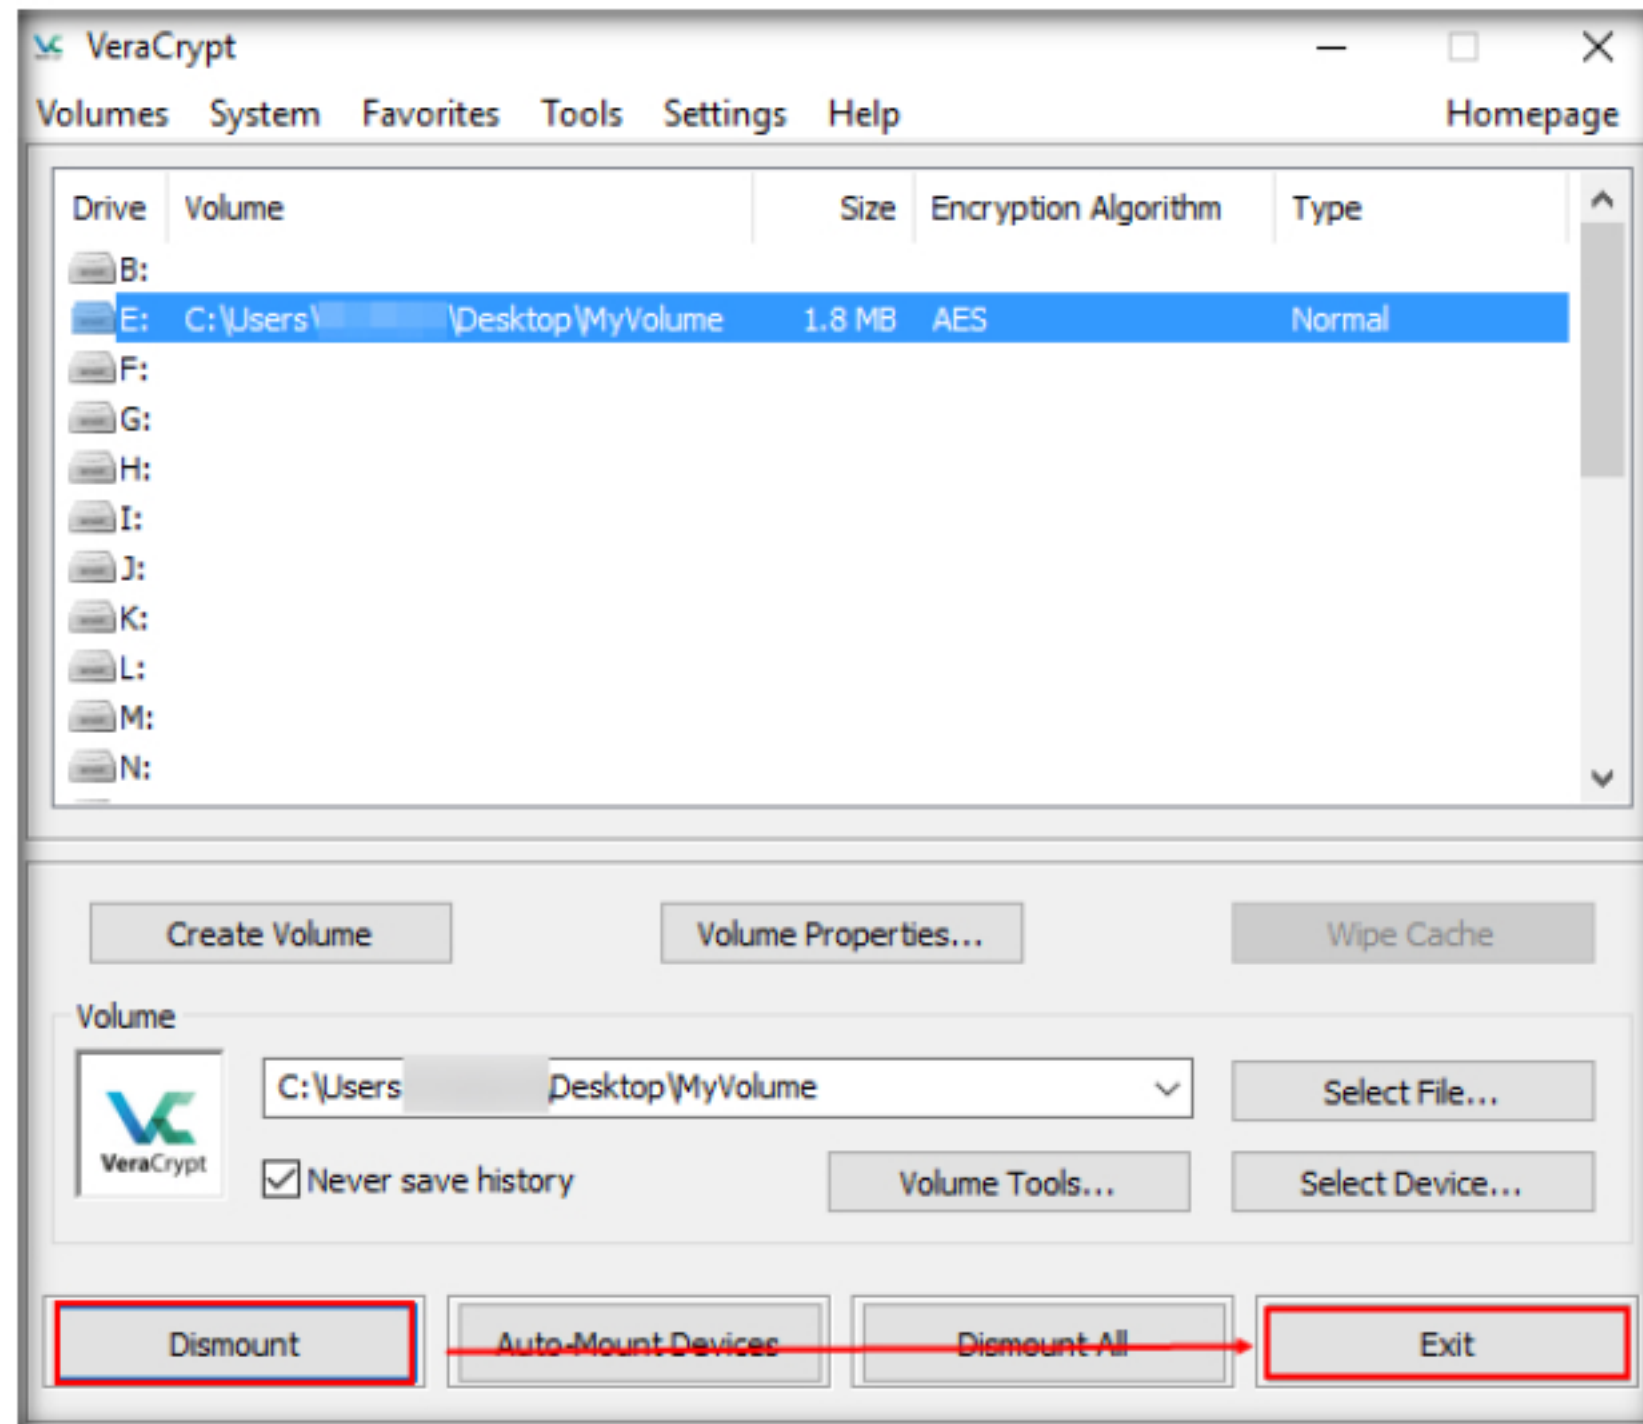 VeraCrypt
Volumes System Favorites Tools Settings Help Homepage
Drive Volume Size Encryption Algorithm Type
B:
E: C:\Users\ \Desktop\MyVolume 1.8 MB AES Normal
F:
G:
H:
I:
J:
K:
L:
M:
N:
Create Volume Volume Properties... Wipe Cache
Volume
C:\Users \Desktop\MyVolume Select File...
VeraCrypt
Never save history Volume Tools... Select Device...
Dismount Auto-Mount Devices Dismount All Exit